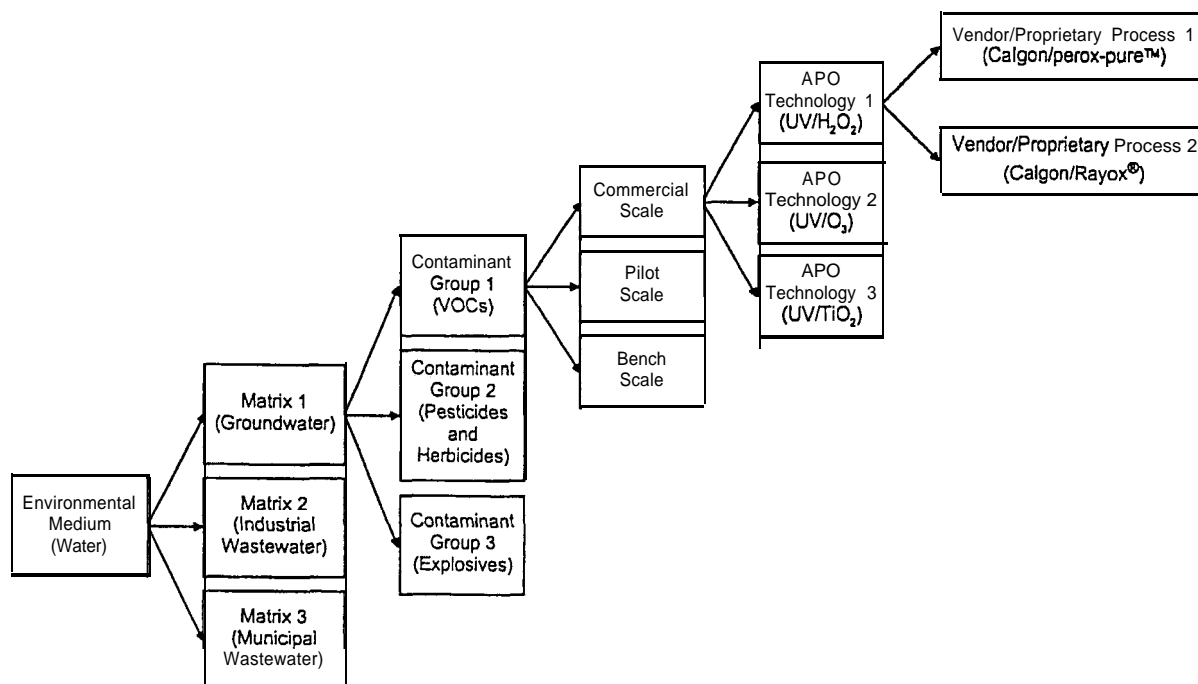 Environmental
Medium
(Water)
Matrix 1
(Groundwater)
Matrix 2
(Industrial
Wastewater)
Matrix 3
(Municipal
Wastewater)
Contaminant
Group 1
(VOCs)
Contaminant
Group 2
(Pesticides
and
Herbicides)
Contaminant
Group 3
(Explosives)
Commercial
Scale
Pilot
Scale
Bench
Scale
APO
Technology 1
(UV/H₂O₂)
APO
Technology 2
(UV/O₃)
APO
Technology 3
(UV/TiO₂)
Vendor/Proprietary Process 1
(Calgon/perox-pure™)
Vendor/Proprietary Process 2
(Calgon/Rayox®)